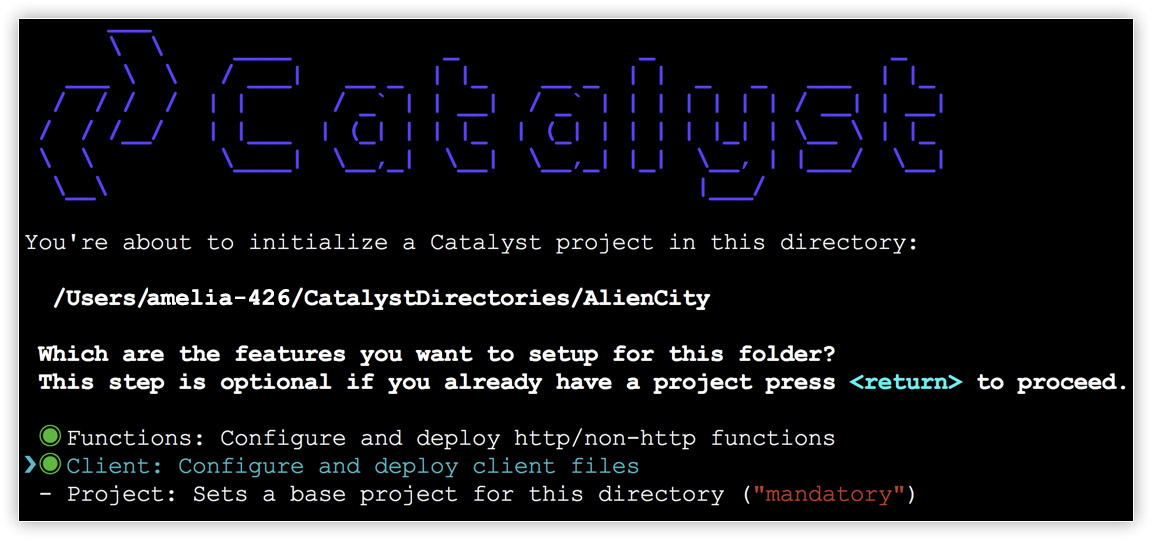 Catalyst
You're about to initialize a Catalyst project in this directory:
/Users/amelia-426/CatalystDirectories/AlienCity
Which are the features you want to setup for this folder?
This step is optional if you already have a project press <return> to proceed.
Functions: Configure and deploy http/non-http functions
❯ Client: Configure and deploy client files
- Project: Sets a base project for this directory ("mandatory")